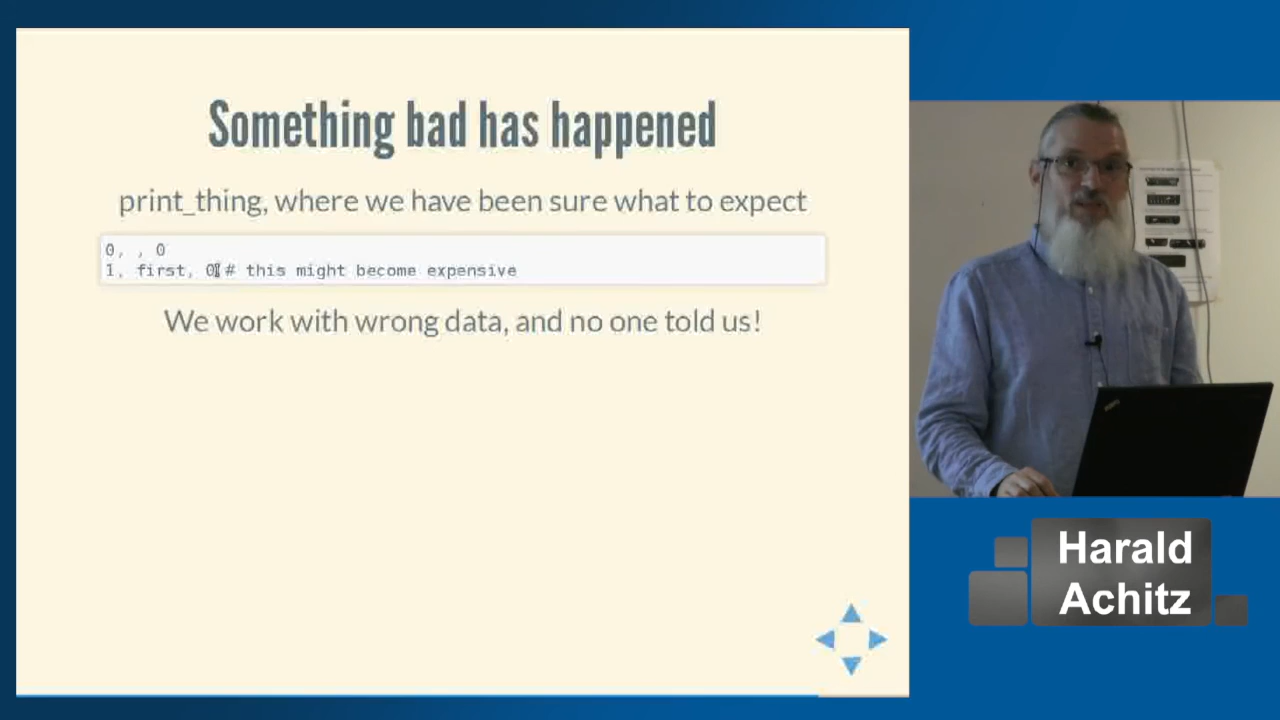 Something bad has happened
print_thing, where we have been sure what to expect
0, , 0
1, first, 0 # this might become expensive
We work with wrong data, and no one told us!
Harald
Achitz